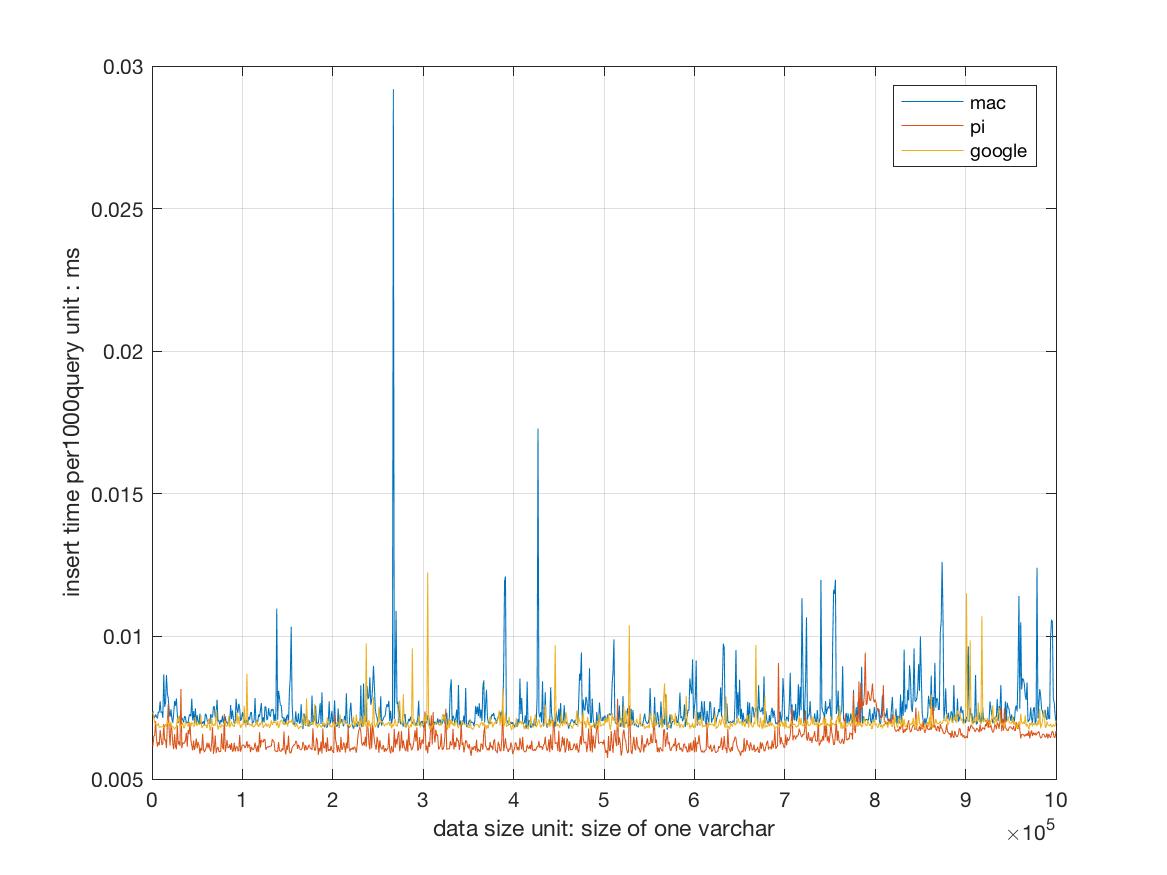 0.03
0.025
0.02
0.015
0.01
0.005
insert time per1000query unit : ms
mac
pi
google
0 1 2 3 4 5 6 7 8 9 10
×10^5
data size unit: size of one varchar